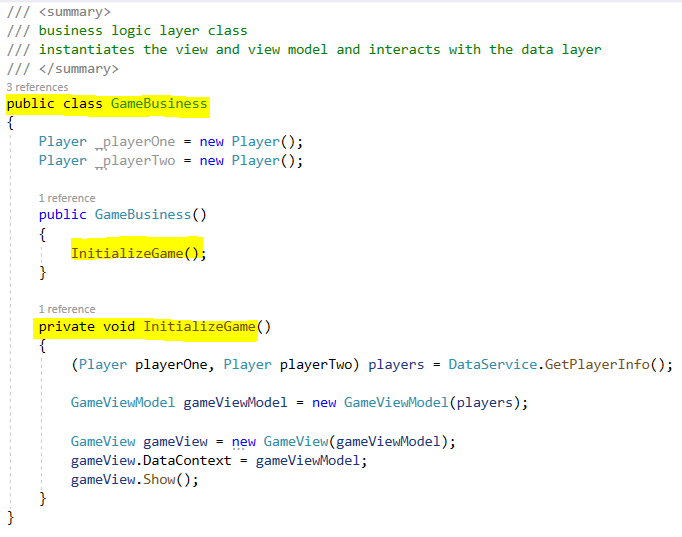 /// <summary>
/// business logic layer class
/// instantiates the view and view model and interacts with the data layer
/// </summary>
3 references
public class GameBusiness
{
Player _playerOne = new Player();
Player _playerTwo = new Player();
1 reference
public GameBusiness()
{
InitializeGame();
}
1 reference
private void InitializeGame()
{
(Player playerOne, Player playerTwo) players = DataService.GetPlayerInfo();
GameViewModel gameViewModel = new GameViewModel(players);
GameView gameView = new GameView(gameViewModel);
gameView.DataContext = gameViewModel;
gameView.Show();
}
}